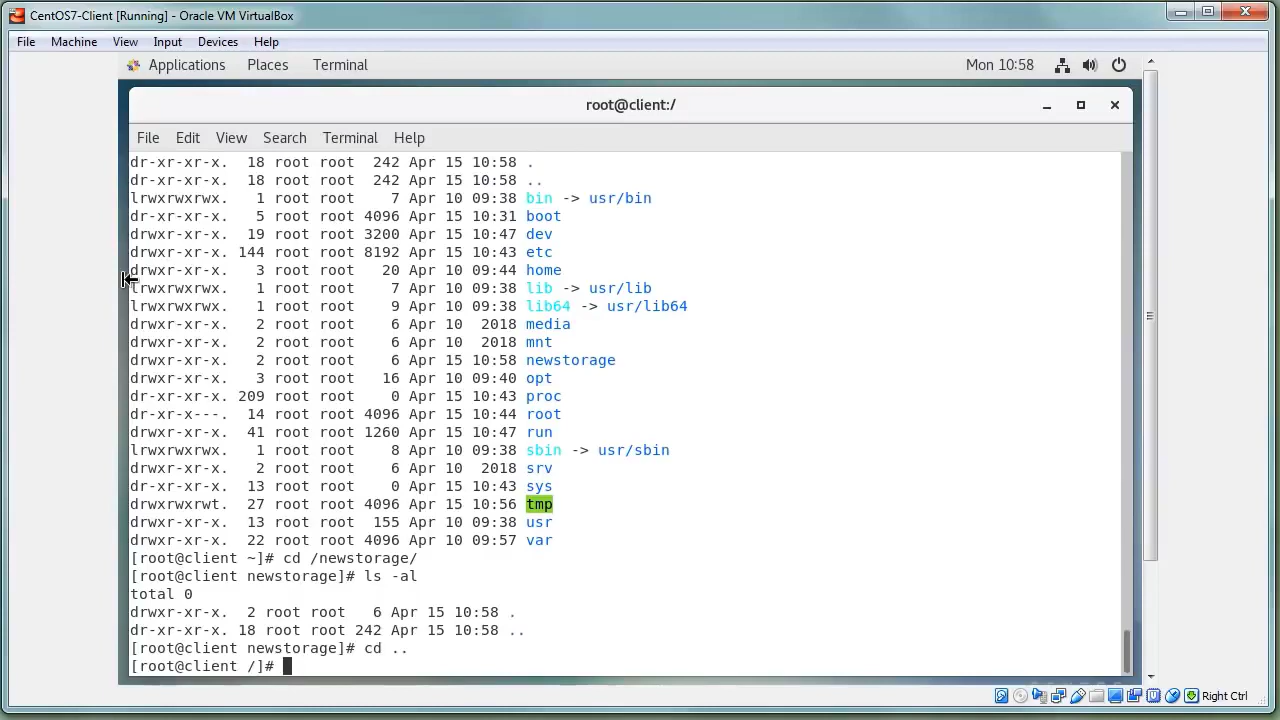 CentOS7-Client [Running] - Oracle VM VirtualBox
File Machine View Input Devices Help
Applications Places Terminal Mon 10:58
root@client:/
File Edit View Search Terminal Help
dr-xr-xr-x. 18 root root 242 Apr 15 10:58 .
dr-xr-xr-x. 18 root root 242 Apr 15 10:58 ..
lrwxrwxrwx. 1 root root 7 Apr 10 09:38 bin -> usr/bin
dr-xr-xr-x. 5 root root 4096 Apr 15 10:31 boot
drwxr-xr-x. 19 root root 3200 Apr 15 10:47 dev
drwxr-xr-x. 144 root root 8192 Apr 15 10:43 etc
drwxr-xr-x. 3 root root 20 Apr 10 09:44 home
lrwxrwxrwx. 1 root root 7 Apr 10 09:38 lib -> usr/lib
lrwxrwxrwx. 1 root root 9 Apr 10 09:38 lib64 -> usr/lib64
drwxr-xr-x. 2 root root 6 Apr 10 2018 media
drwxr-xr-x. 2 root root 6 Apr 10 2018 mnt
drwxr-xr-x. 2 root root 6 Apr 15 10:58 newstorage
drwxr-xr-x. 3 root root 16 Apr 10 09:40 opt
dr-xr-xr-x. 209 root root 0 Apr 15 10:43 proc
dr-xr-x---. 14 root root 4096 Apr 15 10:44 root
drwxr-xr-x. 41 root root 1260 Apr 15 10:47 run
lrwxrwxrwx. 1 root root 8 Apr 10 09:38 sbin -> usr/sbin
drwxr-xr-x. 2 root root 6 Apr 10 2018 srv
dr-xr-xr-x. 13 root root 0 Apr 15 10:43 sys
drwxrwxrwt. 27 root root 4096 Apr 15 10:56 tmp
drwxr-xr-x. 13 root root 155 Apr 10 09:38 usr
drwxr-xr-x. 22 root root 4096 Apr 10 09:57 var
[root@client ~]# cd /newstorage/
[root@client newstorage]# ls -al
total 0
drwxr-xr-x. 2 root root 6 Apr 15 10:58 .
dr-xr-xr-x. 18 root root 242 Apr 15 10:58 ..
[root@client newstorage]# cd ..
[root@client /]#
Right Ctrl